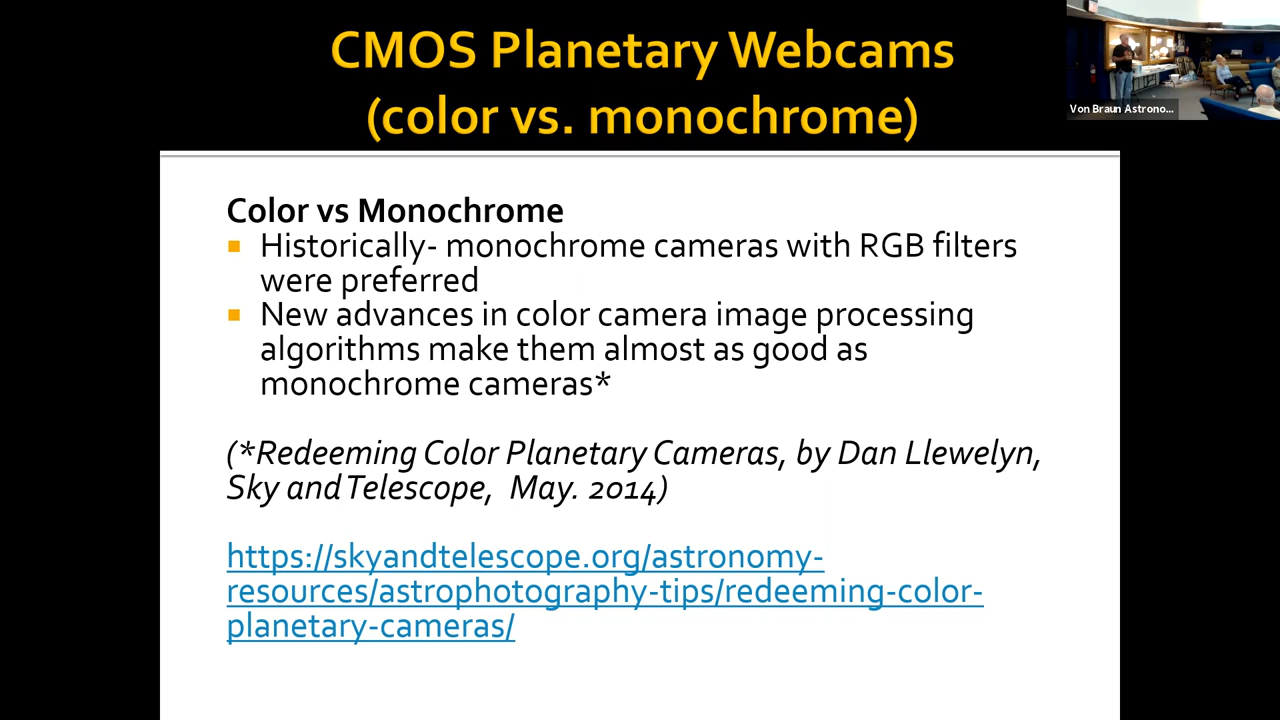 CMOS Planetary Webcams
(color vs. monochrome)
Von Braun Astrono...
Color vs Monochrome
Historically- monochrome cameras with RGB filters
were preferred
New advances in color camera image processing
algorithms make them almost as good as
monochrome cameras*
(*Redeeming Color Planetary Cameras, by Dan Llewelyn,
Sky and Telescope, May. 2014)
https://skyandtelescope.org/astronomy-
resources/astrophotography-tips/redeeming-color-
planetary-cameras/